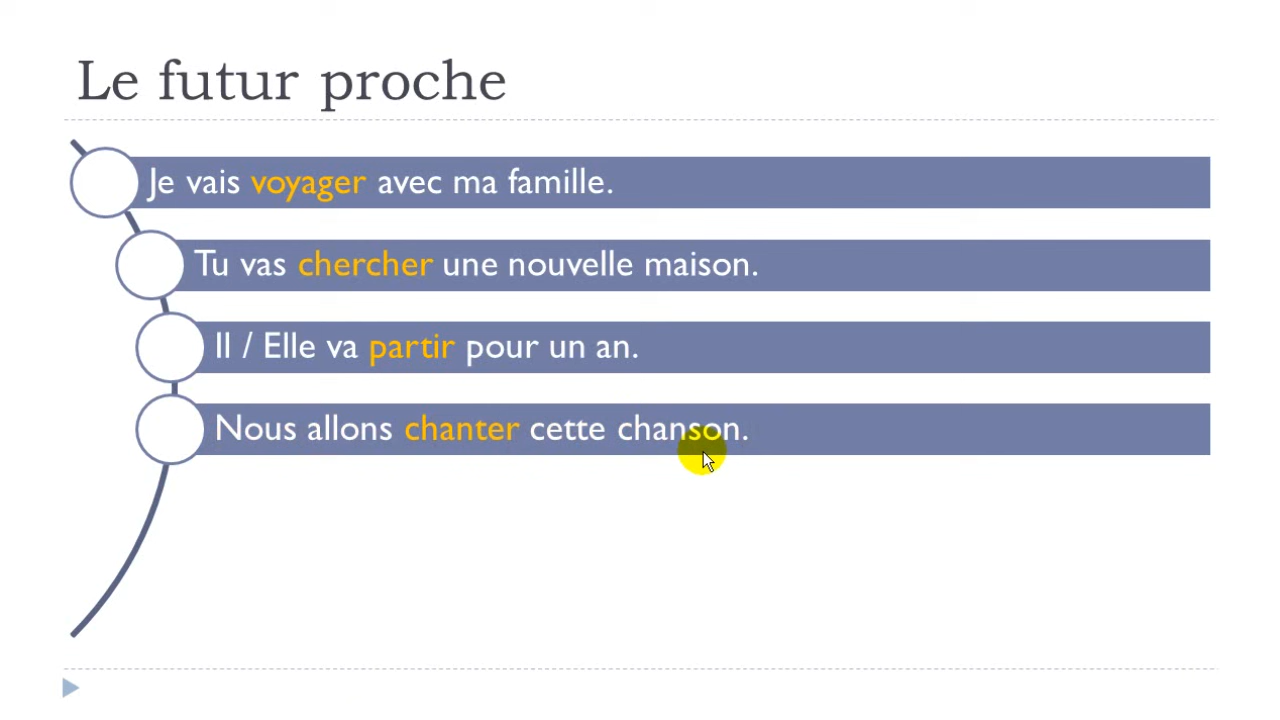 Le futur proche
Je vais voyager avec ma famille.
Tu vas chercher une nouvelle maison.
Il / Elle va partir pour un an.
Nous allons chanter cette chanson.